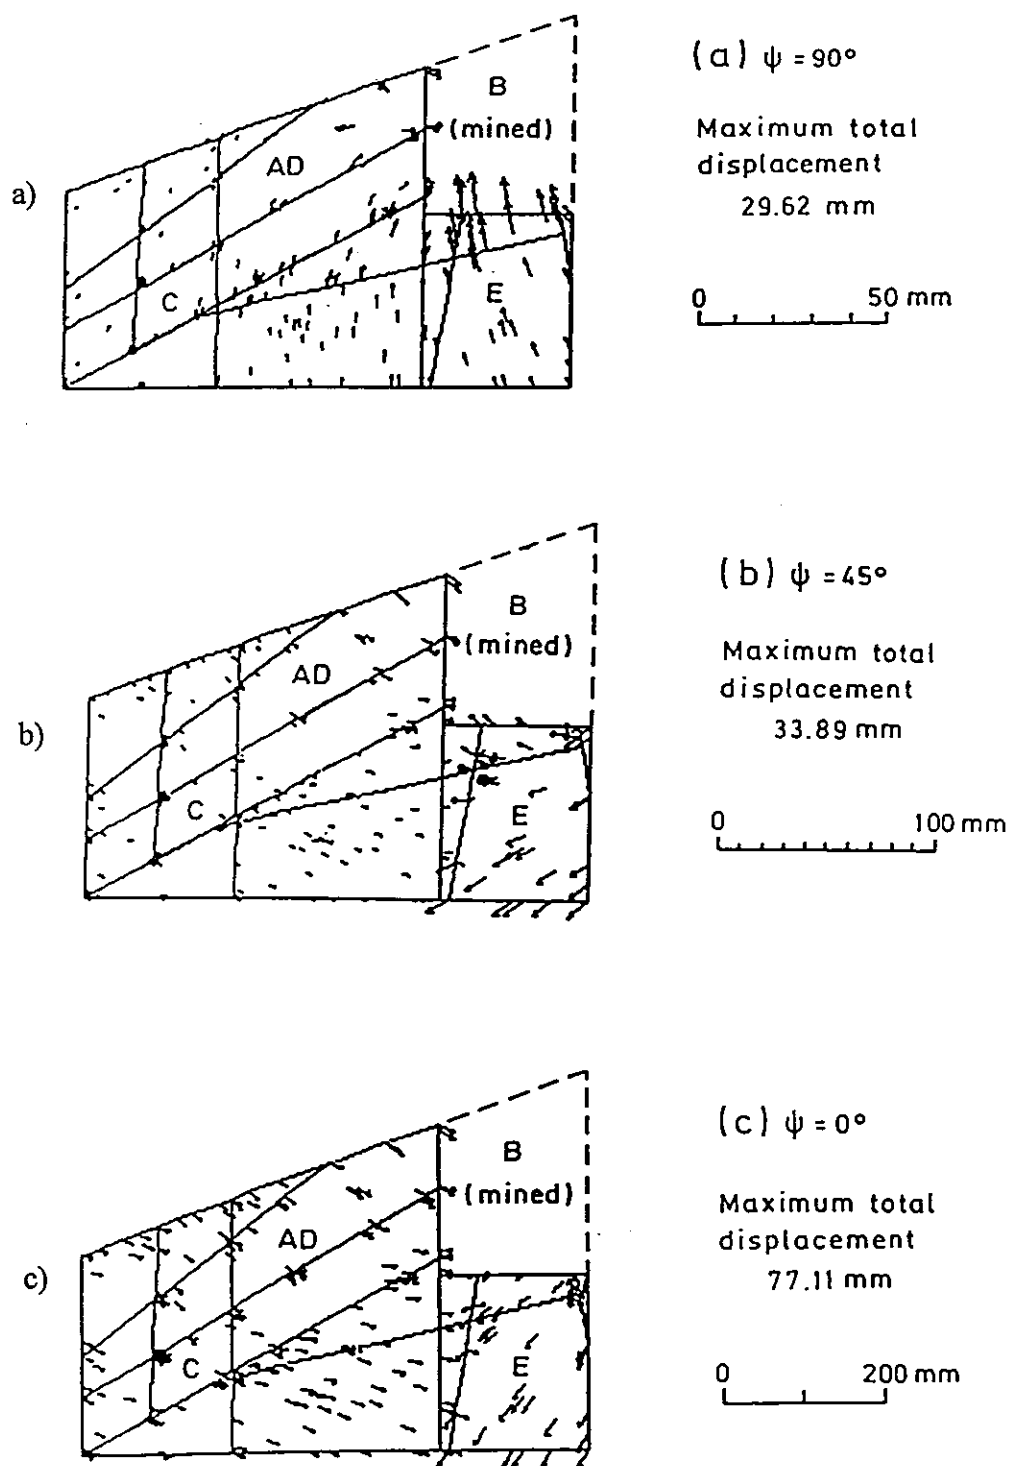 a)
AD
B
(mined)
C
E
(a) ψ = 90°
Maximum total
displacement
29.62 mm
0 50 mm
b)
AD
B
(mined)
C
E
(b) ψ = 45°
Maximum total
displacement
33.89 mm
0 100 mm
c)
AD
B
(mined)
C
E
(c) ψ = 0°
Maximum total
displacement
77.11 mm
0 200 mm